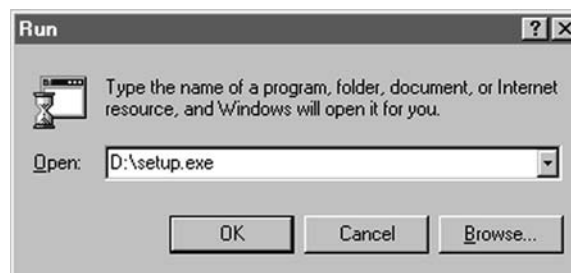 Run
Type the name of a program, folder, document, or Internet
resource, and Windows will open it for you.
Open: D:\setup.exe
OK Cancel Browse...